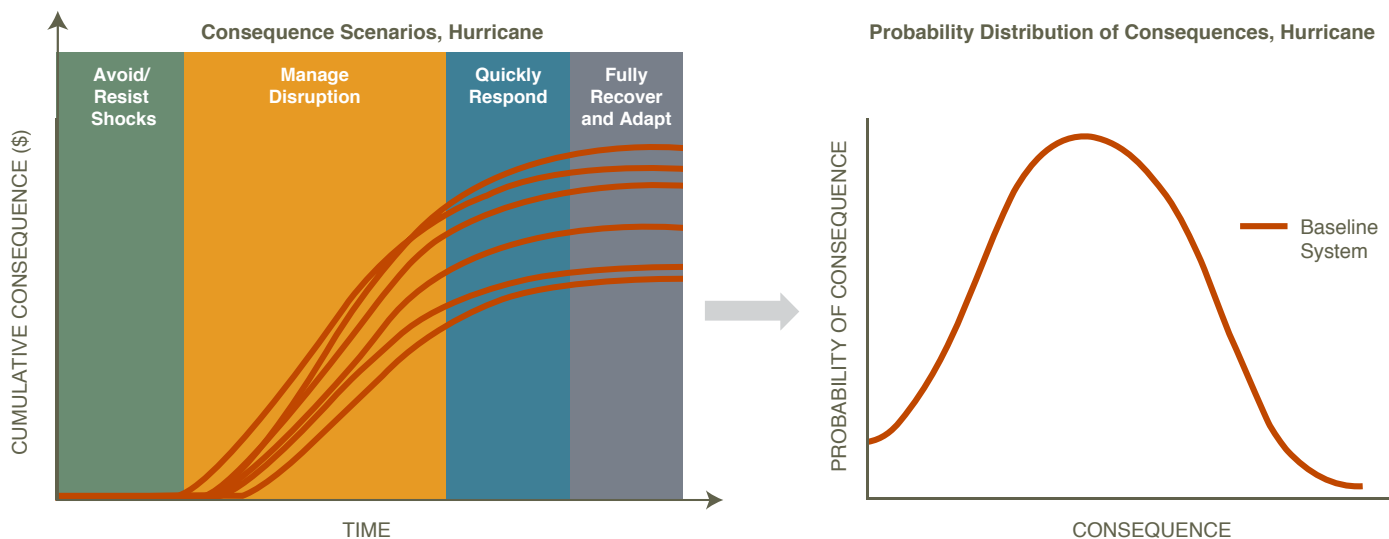 Consequence Scenarios, Hurricane
Avoid/
Resist
Shocks
Manage
Disruption
Quickly
Respond
Fully
Recover
and Adapt
CUMULATIVE CONSEQUENCE ($)
TIME
Probability Distribution of Consequences, Hurricane
PROBABILITY OF CONSEQUENCE
Baseline
System
CONSEQUENCE